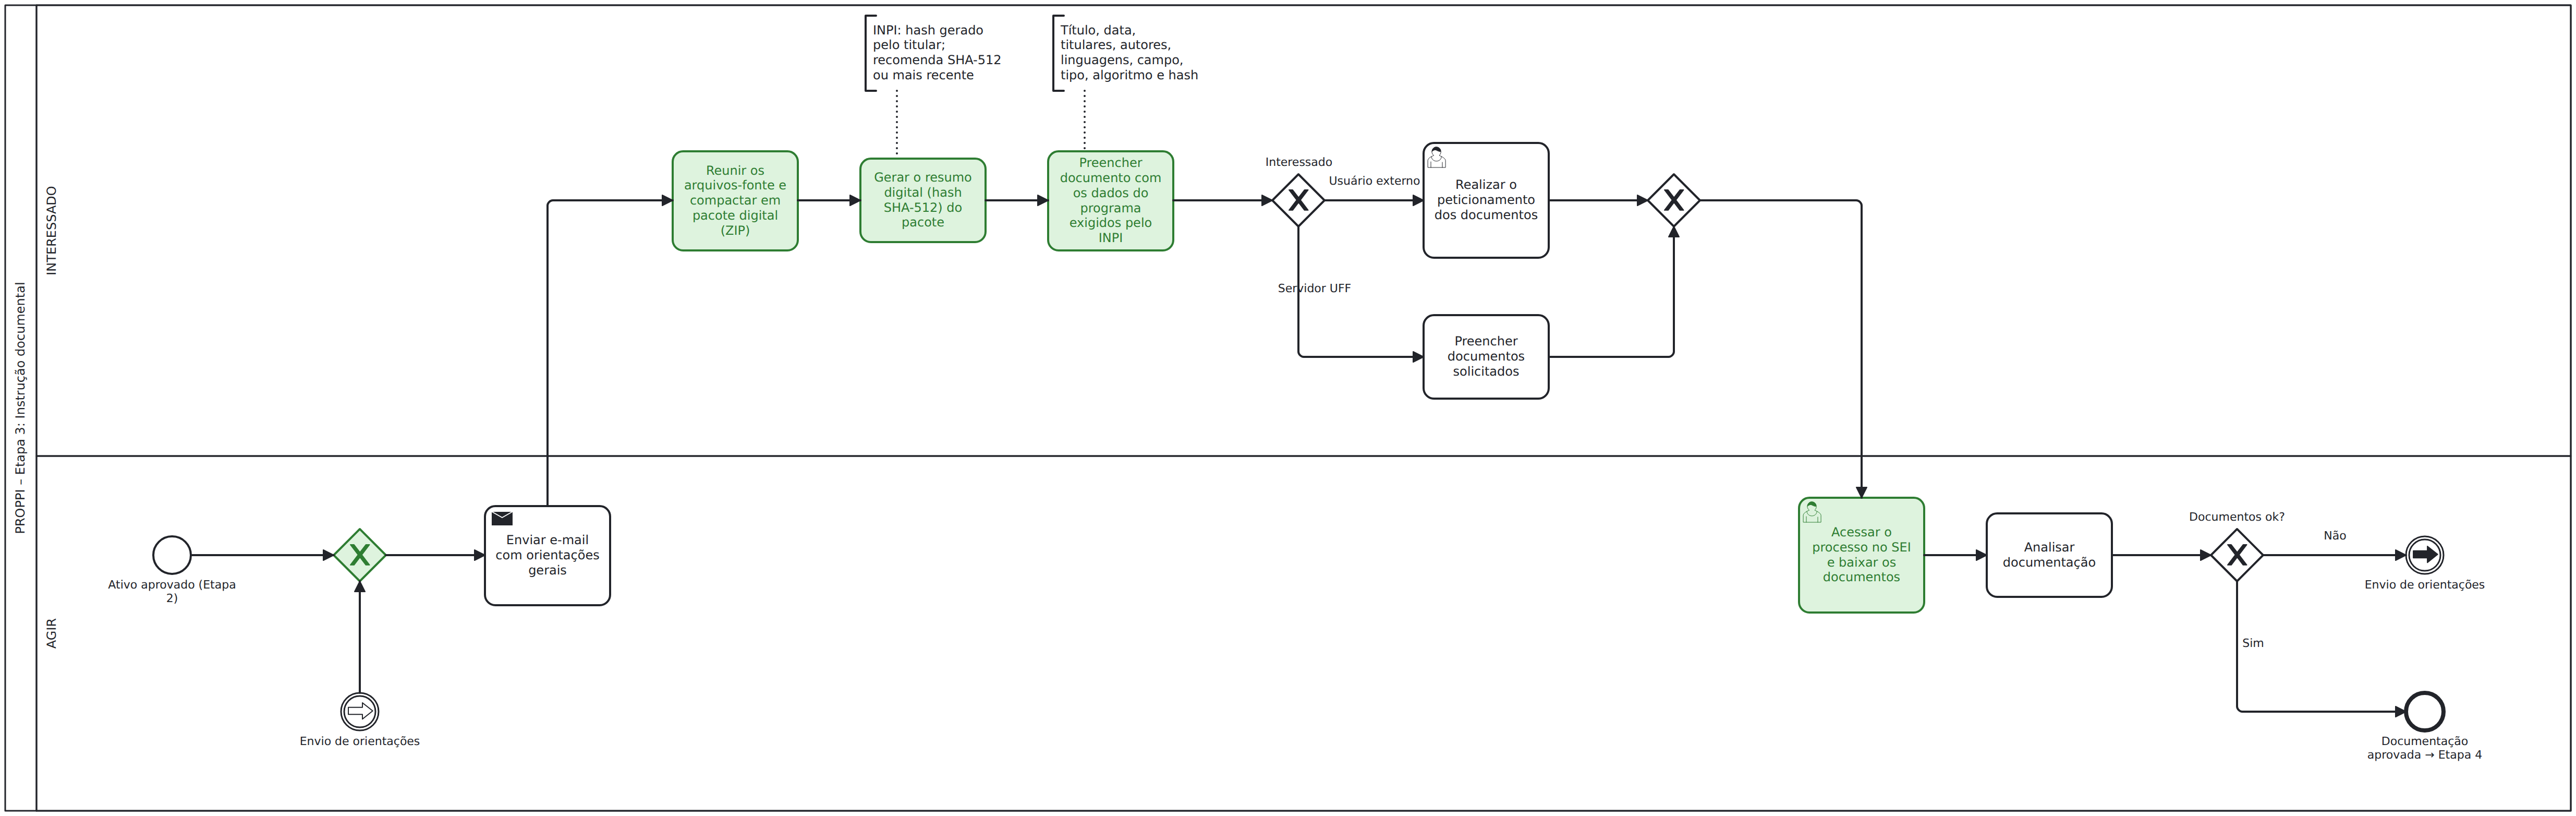 PROPPI – Etapa 3: Instrução documental
INTERESSADO
INPI: hash gerado
pelo titular;
recomenda SHA-512
ou mais recente
Título, data,
titulares, autores,
linguagens, campo,
tipo, algoritmo e hash
Reunir os
arquivos-fonte e
compactar em
pacote digital
(ZIP)
Gerar o resumo
digital (hash
SHA-512) do
pacote
Preencher
documento com
os dados do
programa
exigidos pelo
INPI
Interessado
Usuário externo
Servidor UFF
Realizar o
peticionamento
dos documentos
Preencher
documentos
solicitados
AGIR
Ativo aprovado (Etapa
2)
Envio de orientações
Enviar e-mail
com orientações
gerais
Acessar o
processo no SEI
e baixar os
documentos
Analisar
documentação
Documentos ok?
Não
Envio de orientações
Sim
Documentação
aprovada → Etapa 4